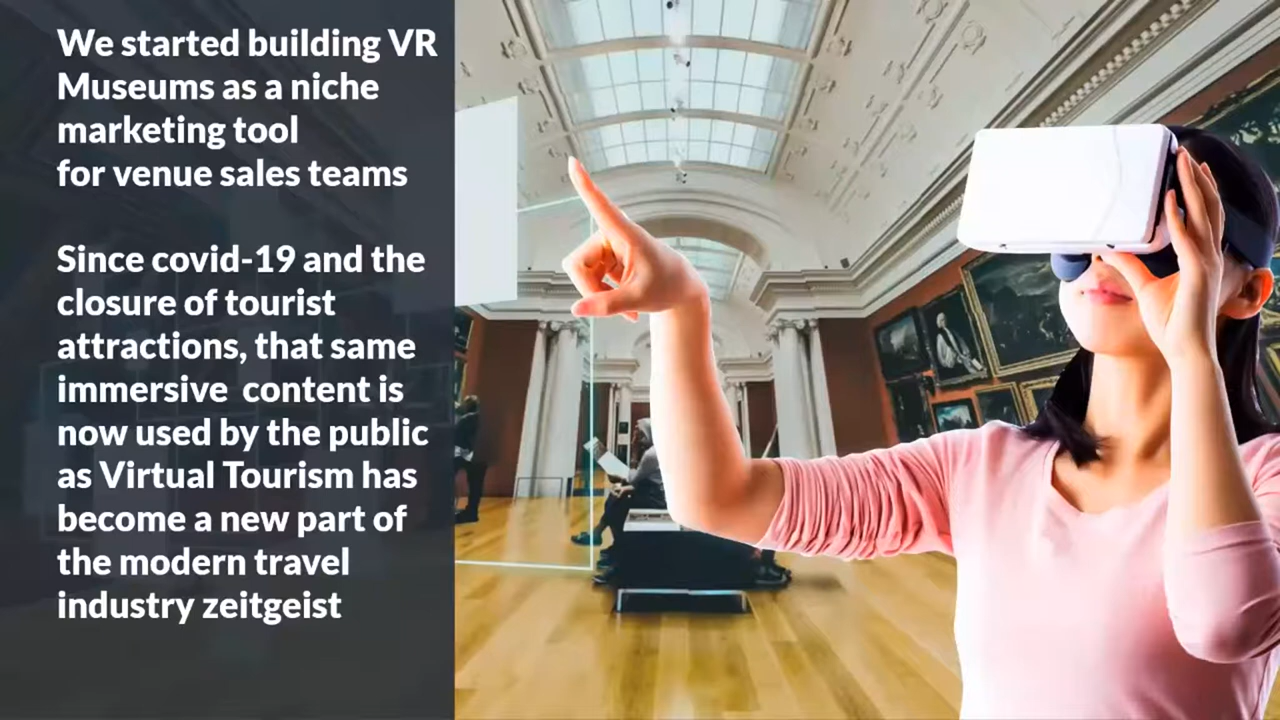 We started building VR
Museums as a niche
marketing tool
for venue sales teams
Since covid-19 and the
closure of tourist
attractions, that same
immersive  content is
now used by the public
as Virtual Tourism has
become a new part of
the modern travel
industry zeitgeist